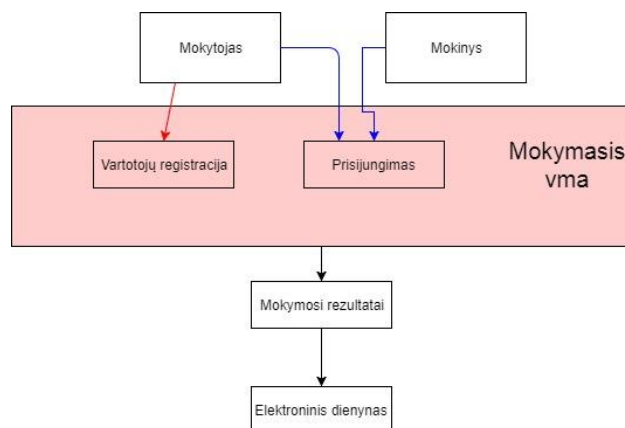 Mokytojas
Mokinys
Vartotojų registracija
Prisijungimas
Mokymasis
vma
Mokymosi rezultatai
Elektroninis dienynas